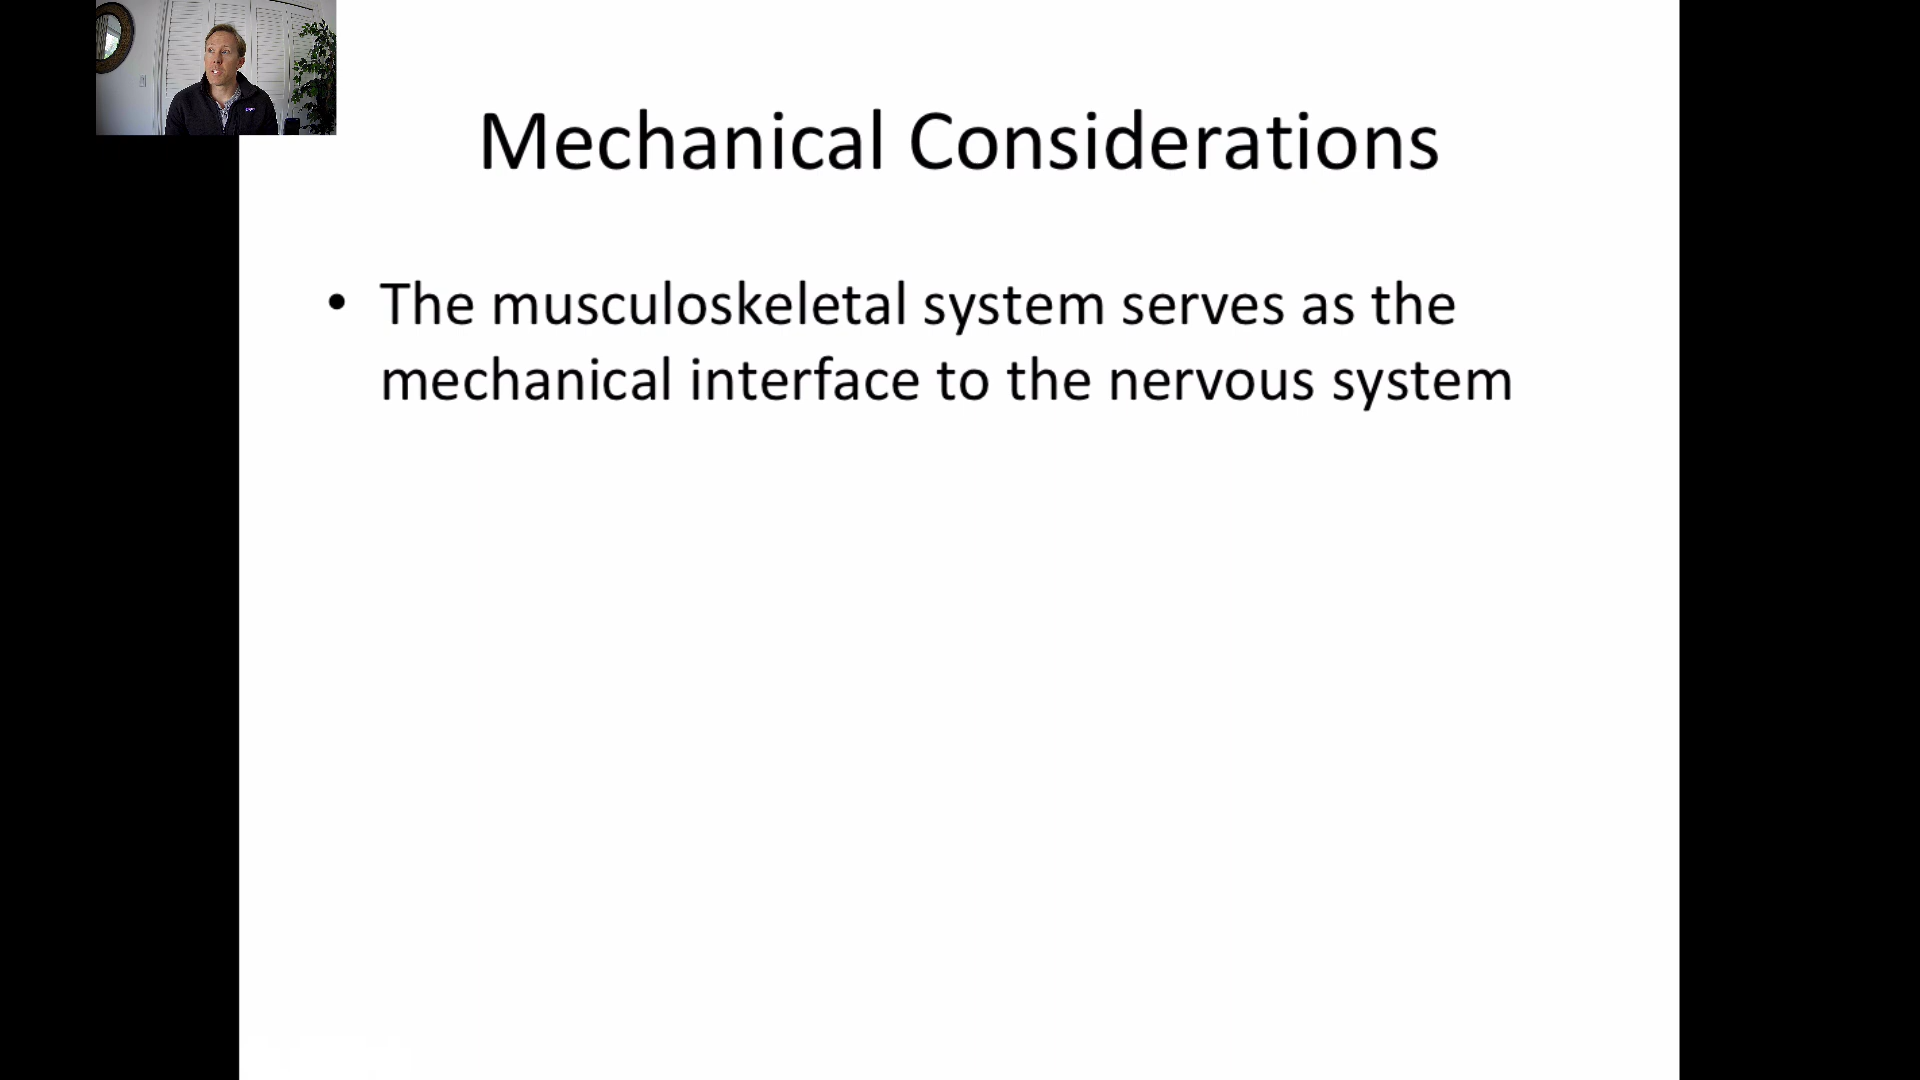 Mechanical Considerations
• The musculoskeletal system serves as the
mechanical interface to the nervous system